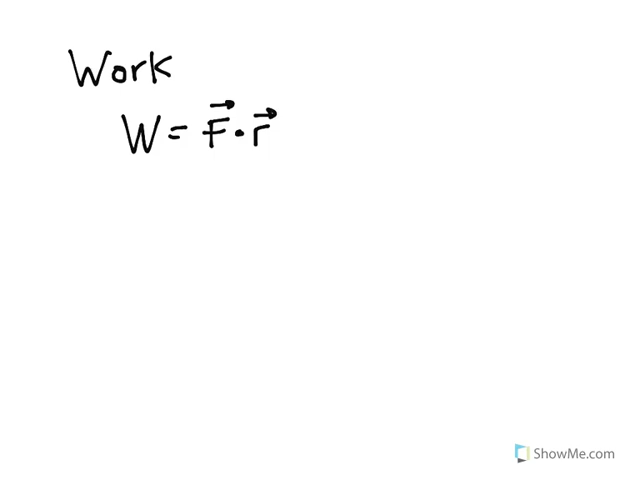 Work
W = F⃗ · r⃗
ShowMe.com